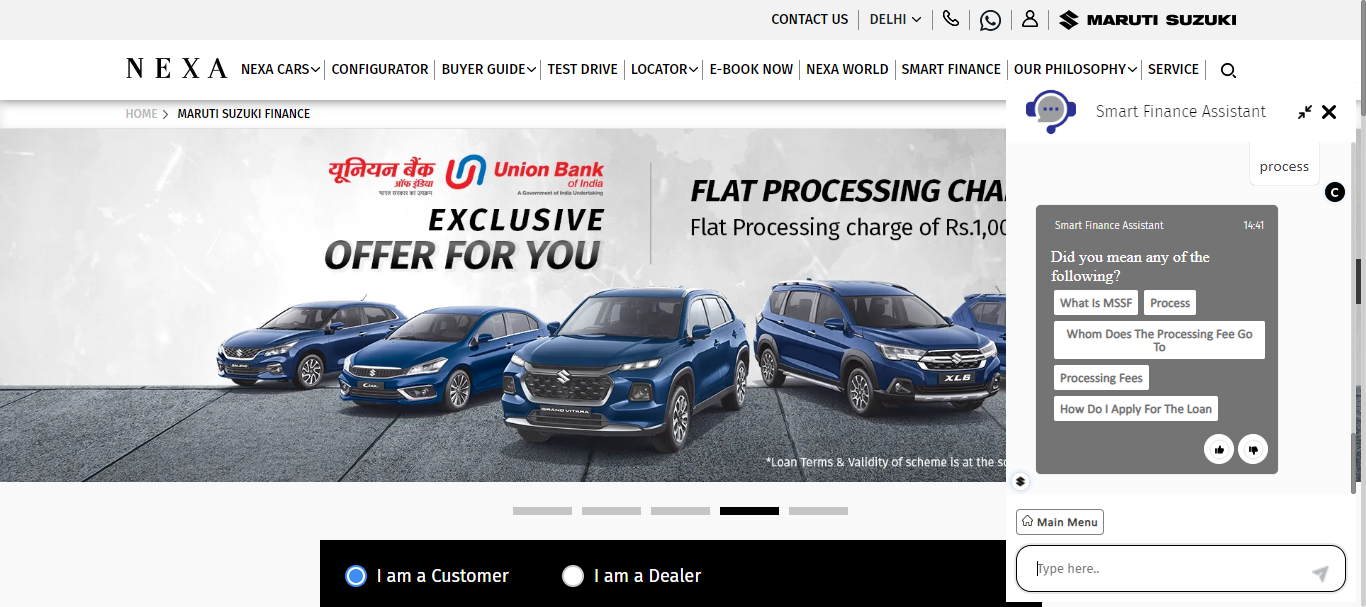 CONTACT US
DELHI
MARUTI SUZUKI
NEXA
NEXA CARS
CONFIGURATOR
BUYER GUIDE
TEST DRIVE
LOCATOR
E-BOOK NOW
NEXA WORLD
SMART FINANCE
OUR PHILOSOPHY
SERVICE
HOME
MARUTI SUZUKI FINANCE
यूनियन बैंक
ऑफ इंडिया
भारत सरकार का उपक्रम
Union Bank
of India
A Government of India Undertaking
EXCLUSIVE
OFFER FOR YOU
FLAT PROCESSING CHA
Flat Processing charge of Rs.1,00
GRAND VITARA
XL6
*Loan Terms & Validity of scheme is at the so
I am a Customer
I am a Dealer
Smart Finance Assistant
process
C
Smart Finance Assistant
14:41
Did you mean any of the
following?
What Is MSSF
Process
Whom Does The Processing Fee Go
To
Processing Fees
How Do I Apply For The Loan
Main Menu
Type here..